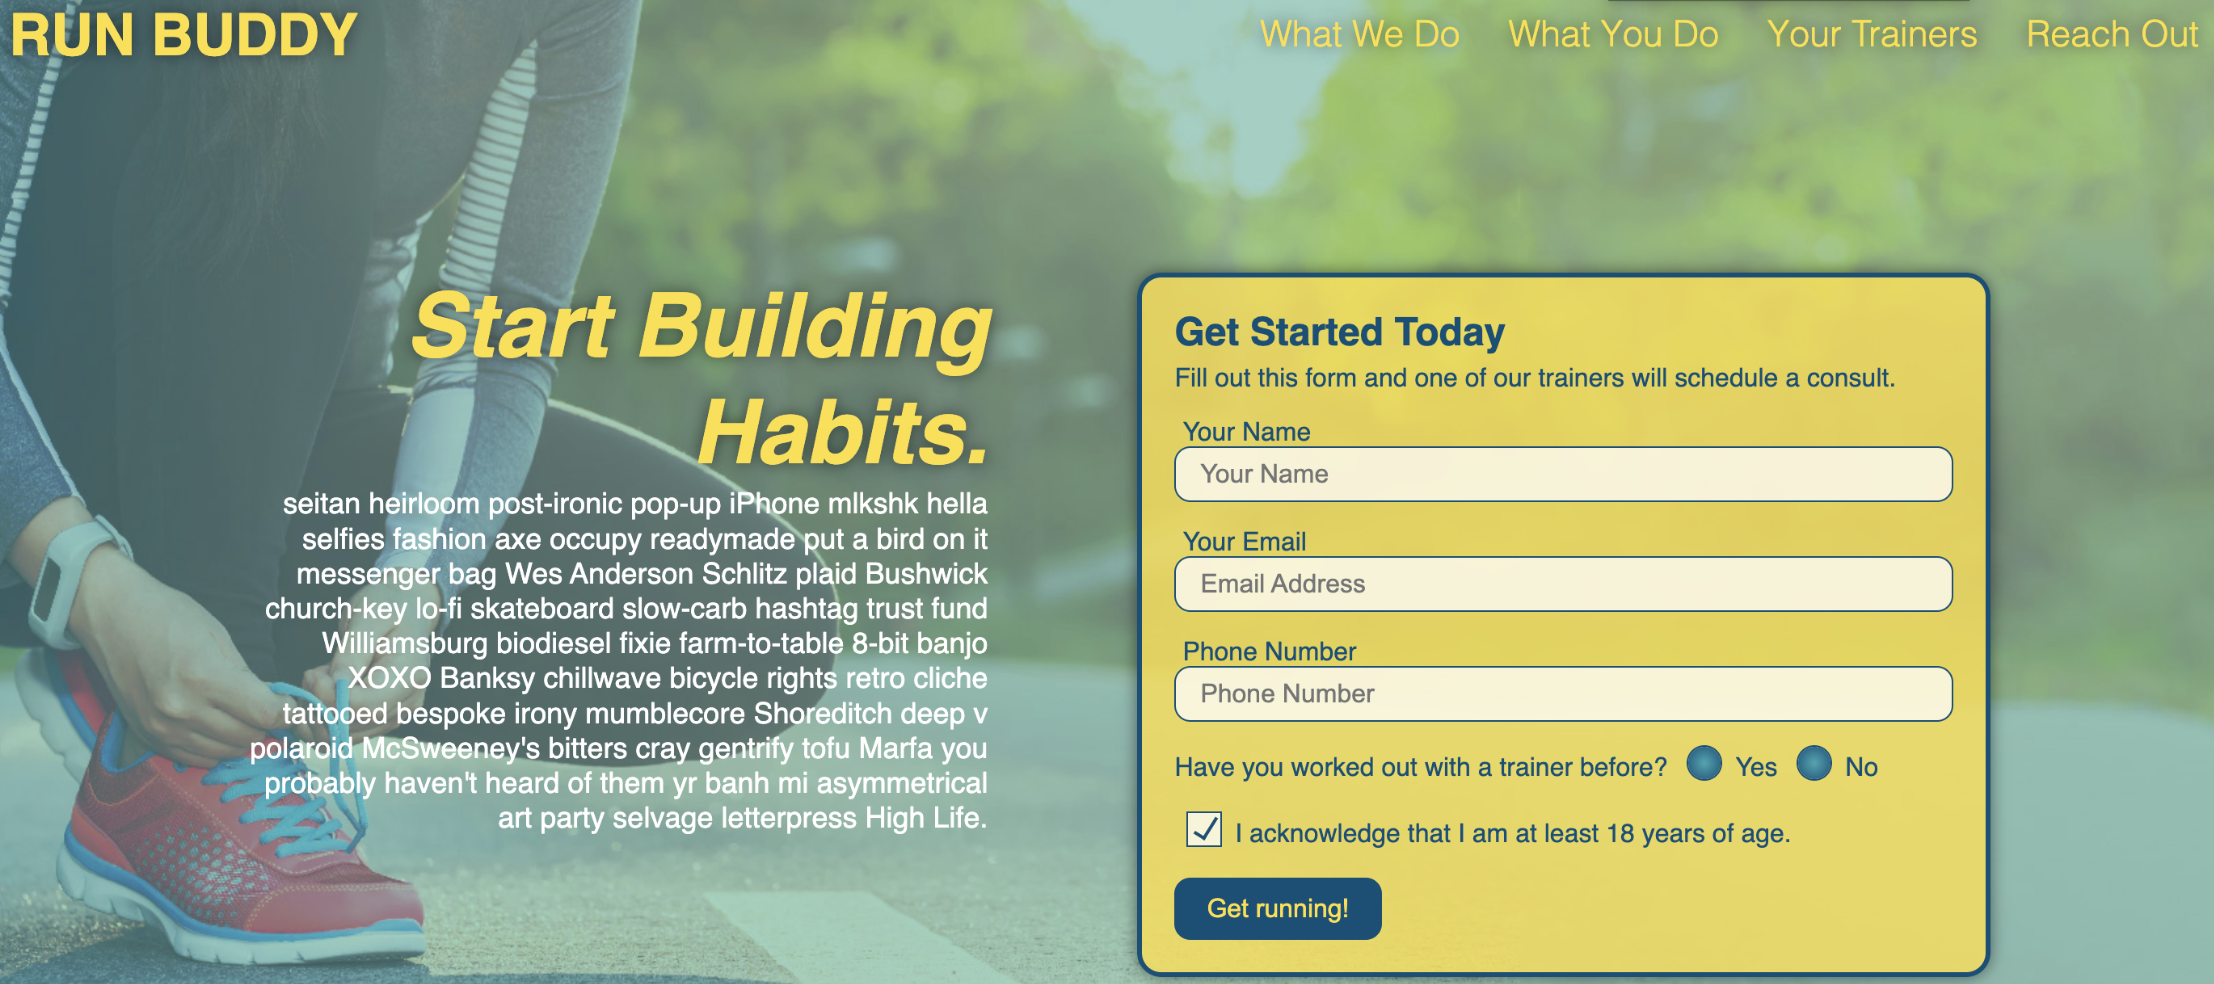 RUN BUDDY
What We Do What You Do Your Trainers Reach Out
Start Building
Habits.
seitan heirloom post-ironic pop-up iPhone mlkshk hella
selfies fashion axe occupy readymade put a bird on it
messenger bag Wes Anderson Schlitz plaid Bushwick
church-key lo-fi skateboard slow-carb hashtag trust fund
Williamsburg biodiesel fixie farm-to-table 8-bit banjo
XOXO Banksy chillwave bicycle rights retro cliche
tattooed bespoke irony mumblecore Shoreditch deep v
polaroid McSweeney's bitters cray gentrify tofu Marfa you
probably haven't heard of them yr banh mi asymmetrical
art party selvage letterpress High Life.
Get Started Today
Fill out this form and one of our trainers will schedule a consult.
Your Name
Your Name
Your Email
Email Address
Phone Number
Phone Number
Have you worked out with a trainer before? Yes No
I acknowledge that I am at least 18 years of age.
Get running!